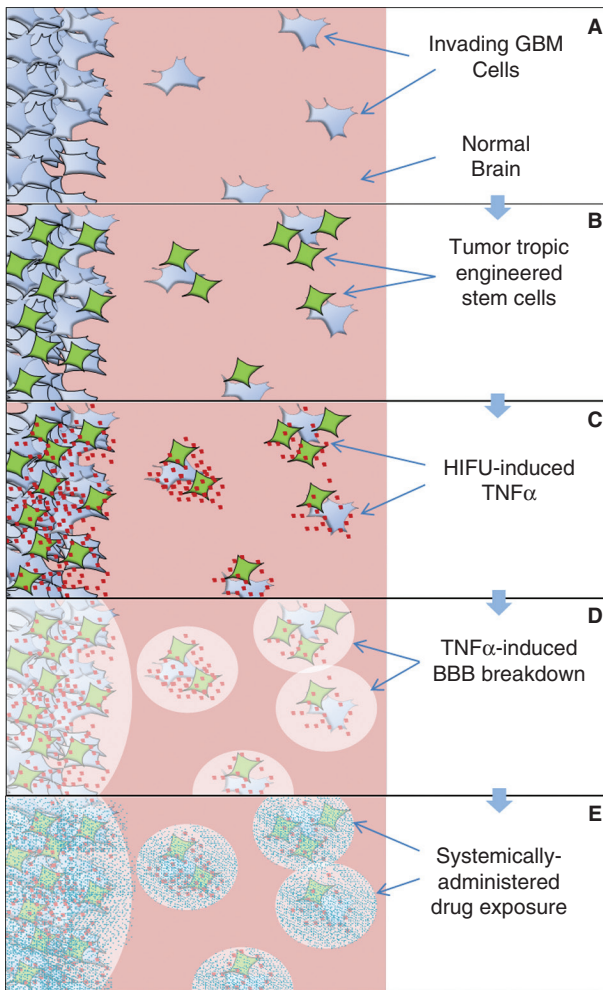 A
Invading GBM
Cells
Normal
Brain
B
Tumor tropic
engineered
stem cells
C
HIFU-induced
TNFα
D
TNFα-induced
BBB breakdown
E
Systemically-
administered
drug exposure